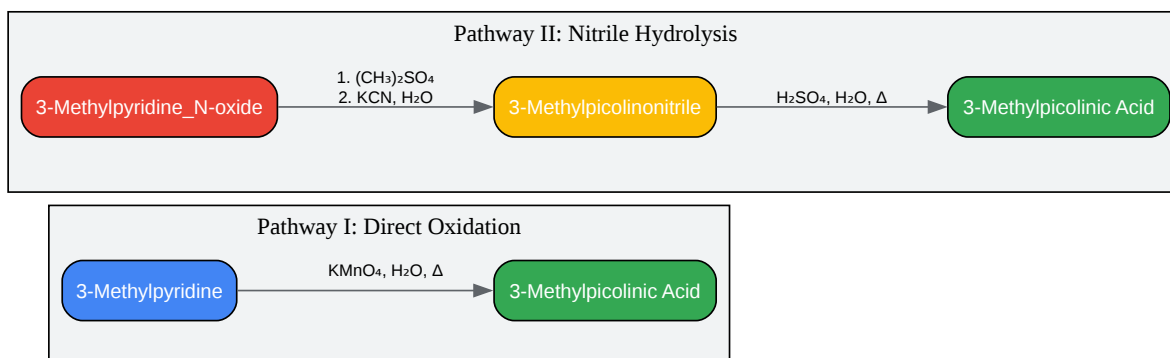 Pathway II: Nitrile Hydrolysis
3-Methylpyridine_N-oxide
1. (CH₃)₂SO₄
2. KCN, H₂O
3-Methylpicolinonitrile
H₂SO₄, H₂O, Δ
3-Methylpicolinic Acid
Pathway I: Direct Oxidation
3-Methylpyridine
KMnO₄, H₂O, Δ
3-Methylpicolinic Acid